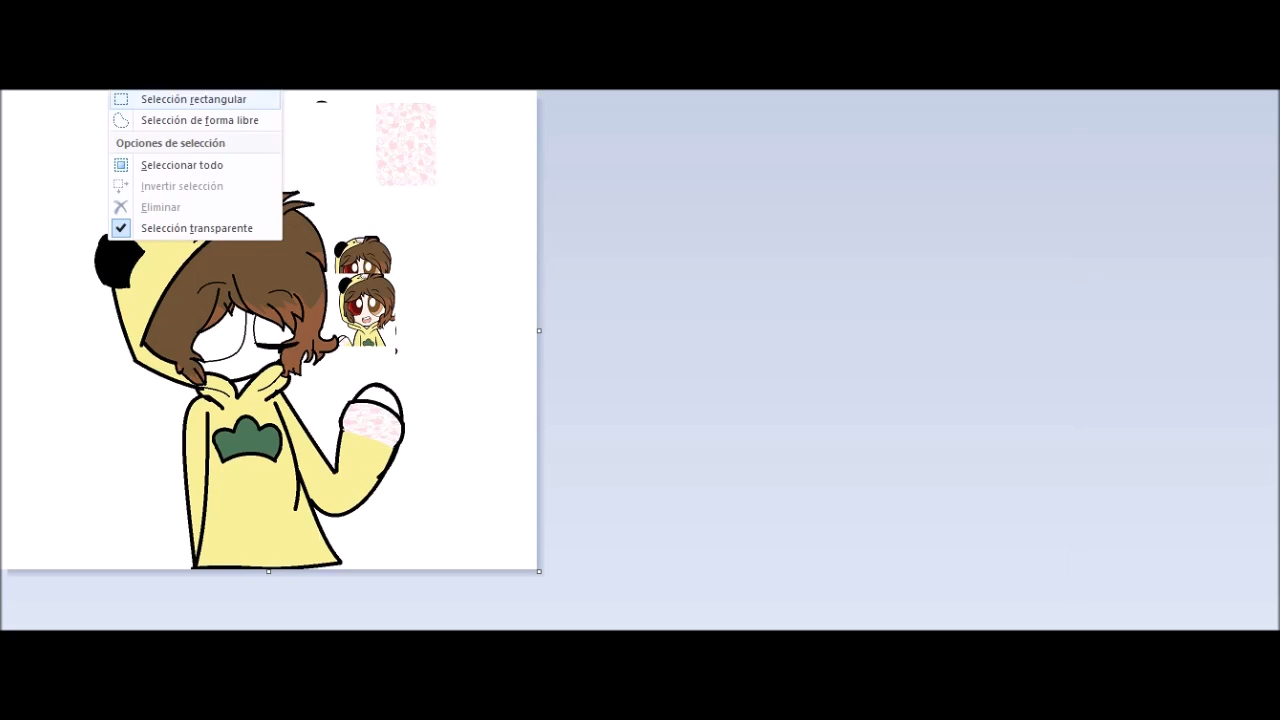 Selección rectangular
Selección de forma libre
Opciones de selección
Seleccionar todo
Invertir selección
Eliminar
Selección transparente